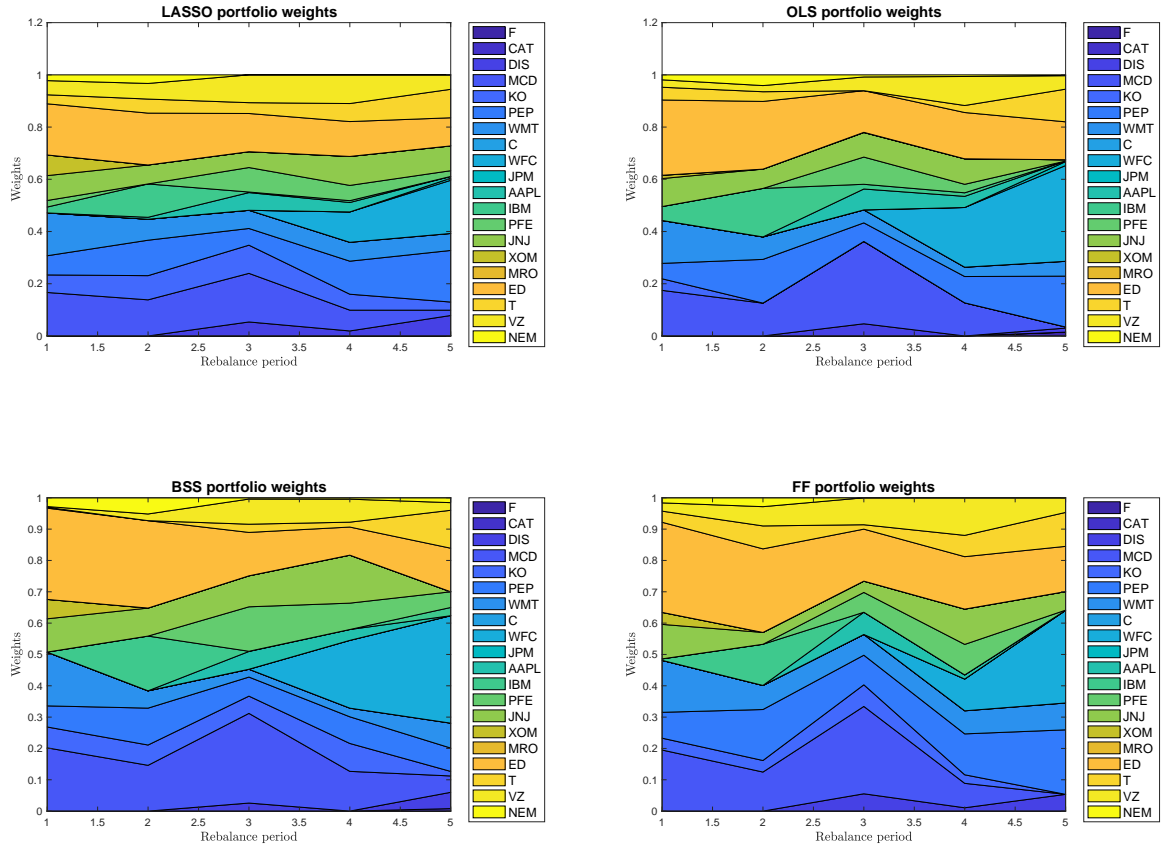 LASSO portfolio weights
1.2
1
0.8
0.6
0.4
0.2
0
Weights
1 1.5 2 2.5 3 3.5 4 4.5 5
Rebalance period
F
CAT
DIS
MCD
KO
PEP
WMT
C
WFC
JPM
AAPL
IBM
PFE
JNJ
XOM
MRO
ED
T
VZ
NEM
OLS portfolio weights
1.2
1
0.8
0.6
0.4
0.2
0
Weights
1 1.5 2 2.5 3 3.5 4 4.5 5
Rebalance period
F
CAT
DIS
MCD
KO
PEP
WMT
C
WFC
JPM
AAPL
IBM
PFE
JNJ
XOM
MRO
ED
T
VZ
NEM
BSS portfolio weights
1
0.9
0.8
0.7
0.6
0.5
0.4
0.3
0.2
0.1
0
Weights
1 1.5 2 2.5 3 3.5 4 4.5 5
Rebalance period
F
CAT
DIS
MCD
KO
PEP
WMT
C
WFC
JPM
AAPL
IBM
PFE
JNJ
XOM
MRO
ED
T
VZ
NEM
FF portfolio weights
1
0.9
0.8
0.7
0.6
0.5
0.4
0.3
0.2
0.1
0
Weights
1 1.5 2 2.5 3 3.5 4 4.5 5
Rebalance period
F
CAT
DIS
MCD
KO
PEP
WMT
C
WFC
JPM
AAPL
IBM
PFE
JNJ
XOM
MRO
ED
T
VZ
NEM